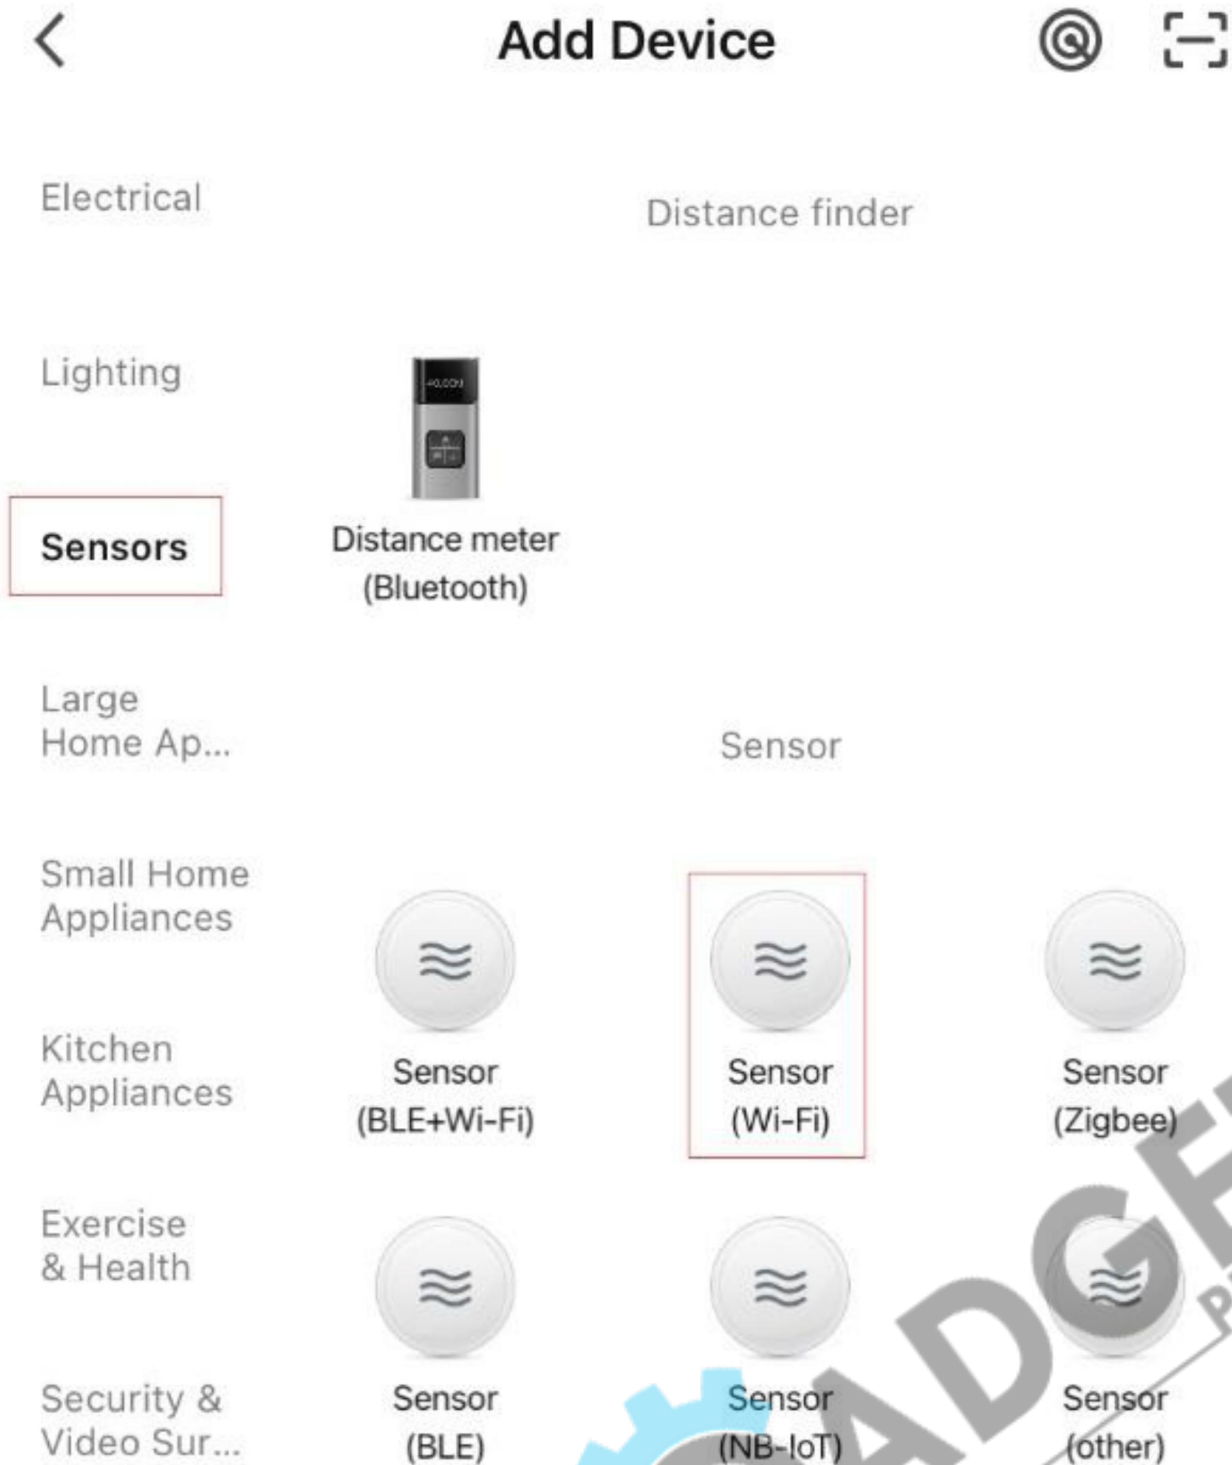 Add Device
Electrical
Distance finder
Lighting
Sensors
Distance meter
(Bluetooth)
Large
Home Ap...
Sensor
Small Home
Appliances
Kitchen
Appliances
Sensor
(BLE+Wi-Fi)
Sensor
(Wi-Fi)
Sensor
(Zigbee)
Exercise
& Health
Security &
Video Sur...
Sensor
(BLE)
Sensor
(NB-IoT)
Sensor
(other)